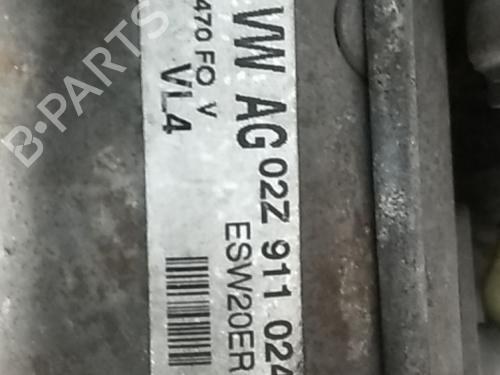 VW AG 02Z 911 024
ESW20ER
470 FO V
VL4
B-PARTS